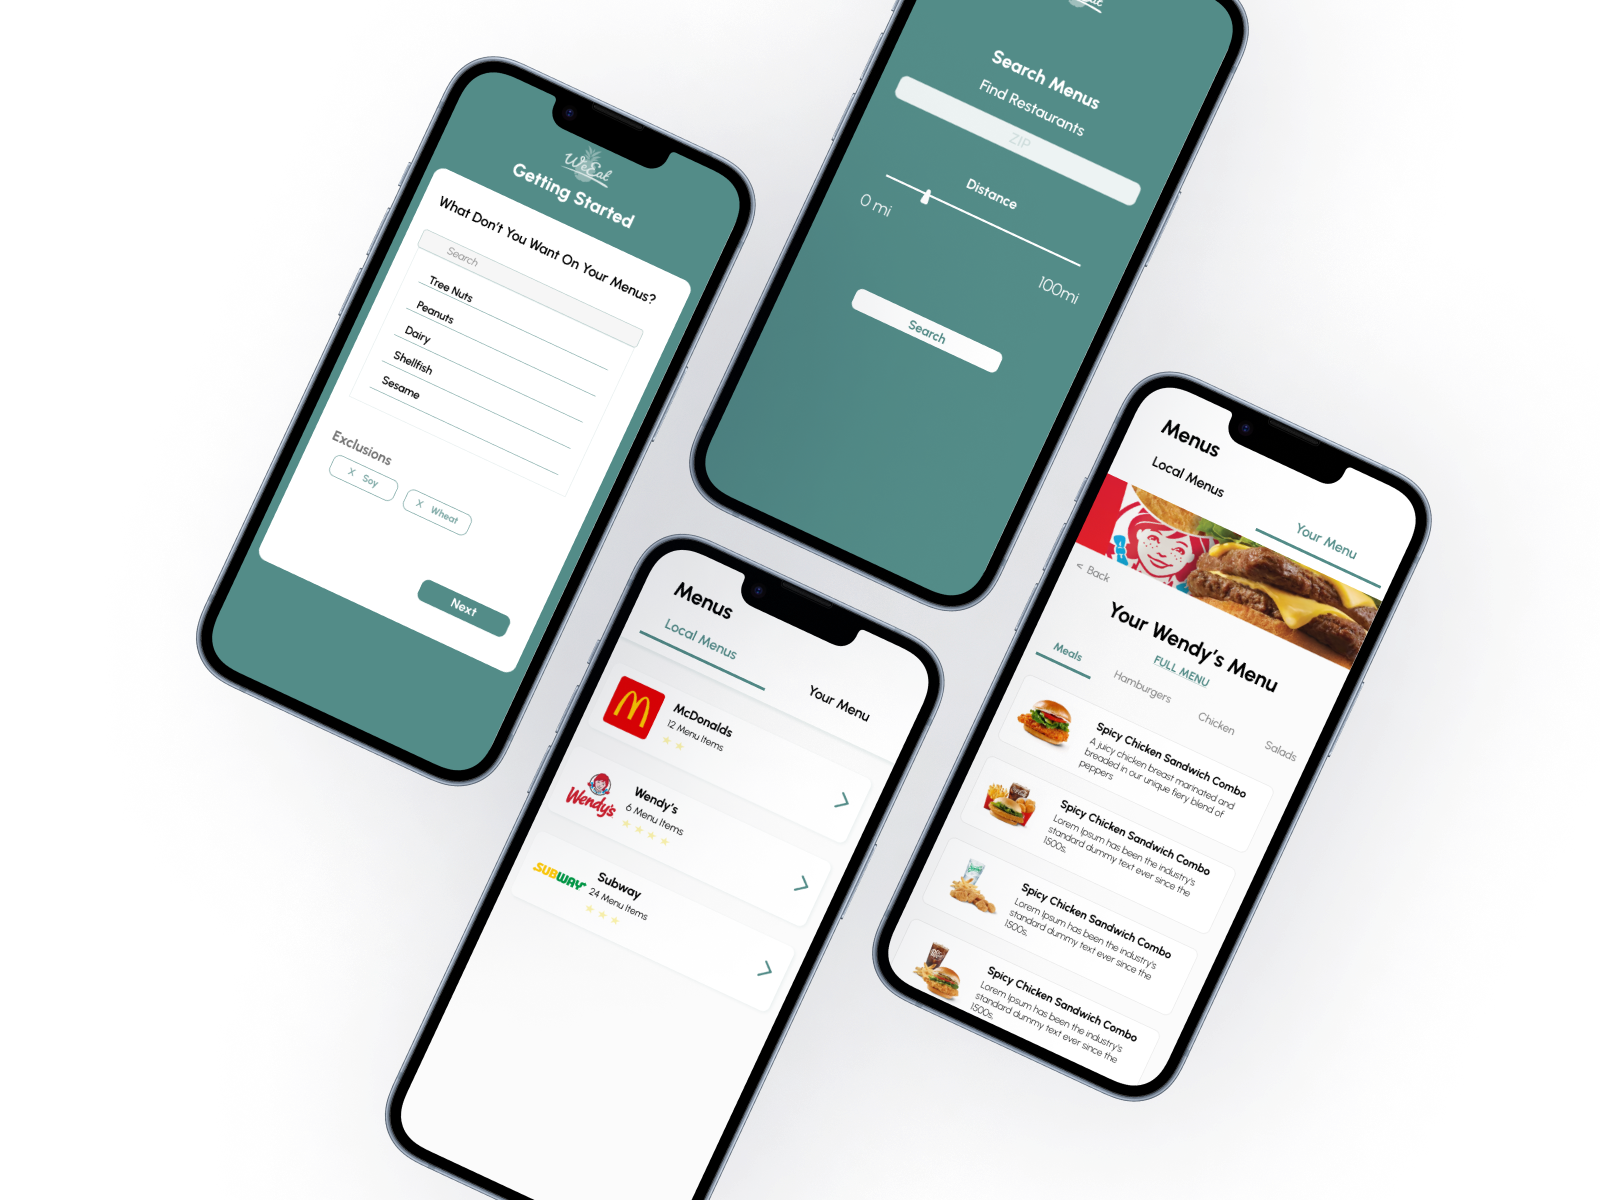 WeEat
Getting Started
What Don't You Want On Your Menus?
Search
Tree Nuts
Peanuts
Dairy
Shellfish
Sesame
Exclusions
X Soy
X Wheat
Next
Search Menus
Find Restaurants
ZIP
Distance
0 mi
100mi
Search
Menus
Local Menus
Your Menu
McDonalds
12 Menu Items
Wendy's
Wendy's
6 Menu Items
SUBWAY
Subway
24 Menu Items
Menus
Local Menus
Your Menu
< Back
Your Wendy's Menu
FULL MENU
Meals
Hamburgers
Chicken
Salads
Spicy Chicken Sandwich Combo
A juicy chicken breast marinated and
breaded in our unique fiery blend of
peppers
Spicy Chicken Sandwich Combo
Lorem Ipsum has been the industry's
standard dummy text ever since the
1500s,
Spicy Chicken Sandwich Combo
Lorem Ipsum has been the industry's
standard dummy text ever since the
1500s,
Spicy Chicken Sandwich Combo
Lorem Ipsum has been the industry's
standard dummy text ever since the
1500s,